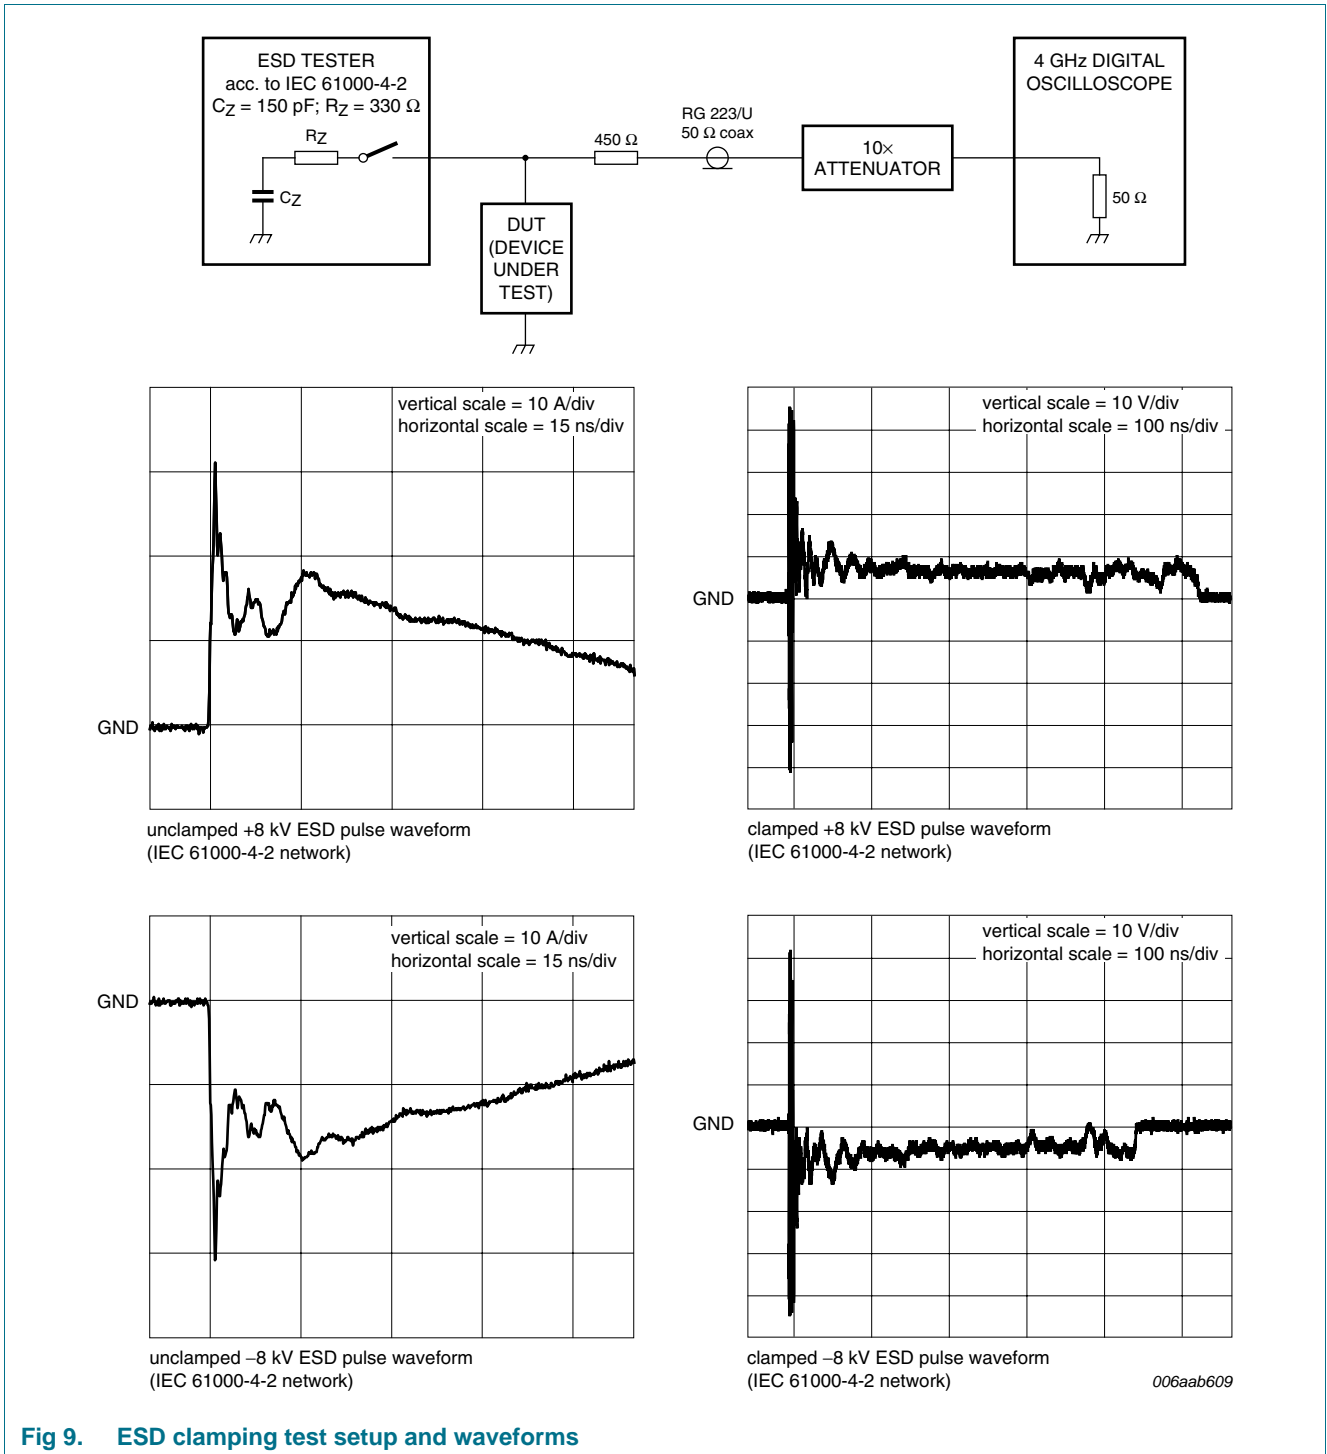 ESD TESTER
acc. to IEC 61000-4-2
CZ = 150 pF; RZ = 330 Ω
RZ
CZ
DUT
(DEVICE
UNDER
TEST)
450 Ω
RG 223/U
50 Ω coax
10×
ATTENUATOR
4 GHz DIGITAL
OSCILLOSCOPE
50 Ω
vertical scale = 10 A/div
horizontal scale = 15 ns/div
GND
unclamped +8 kV ESD pulse waveform
(IEC 61000-4-2 network)
vertical scale = 10 V/div
horizontal scale = 100 ns/div
GND
clamped +8 kV ESD pulse waveform
(IEC 61000-4-2 network)
vertical scale = 10 A/div
horizontal scale = 15 ns/div
GND
unclamped −8 kV ESD pulse waveform
(IEC 61000-4-2 network)
vertical scale = 10 V/div
horizontal scale = 100 ns/div
GND
clamped −8 kV ESD pulse waveform
(IEC 61000-4-2 network)
006aab609
Fig 9. ESD clamping test setup and waveforms